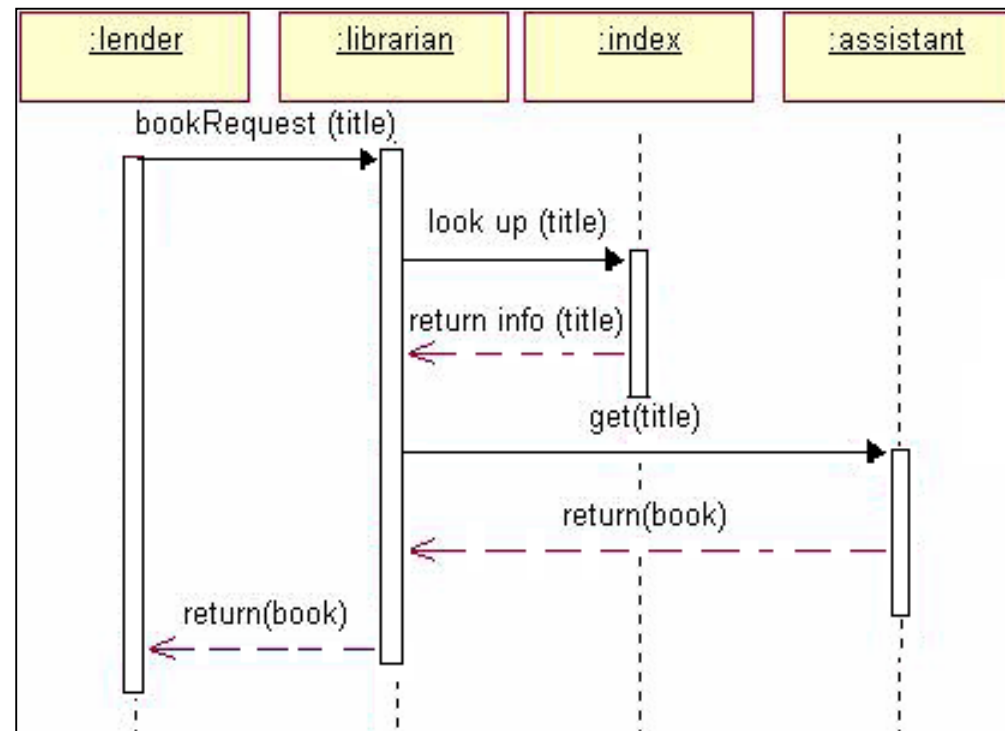 :lender
:librarian
:index
:assistant
bookRequest (title)
look up (title)
return info (title)
get(title)
return(book)
return(book)